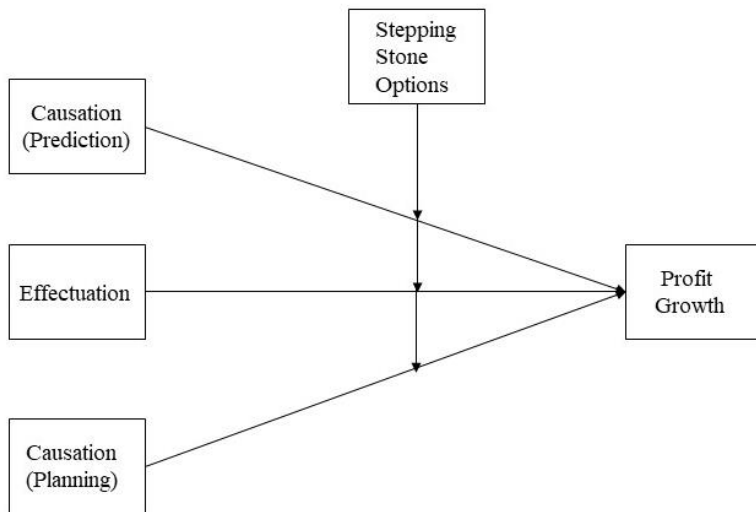 Stepping
Stone
Options
Causation
(Prediction)
Effectuation
Profit
Growth
Causation
(Planning)